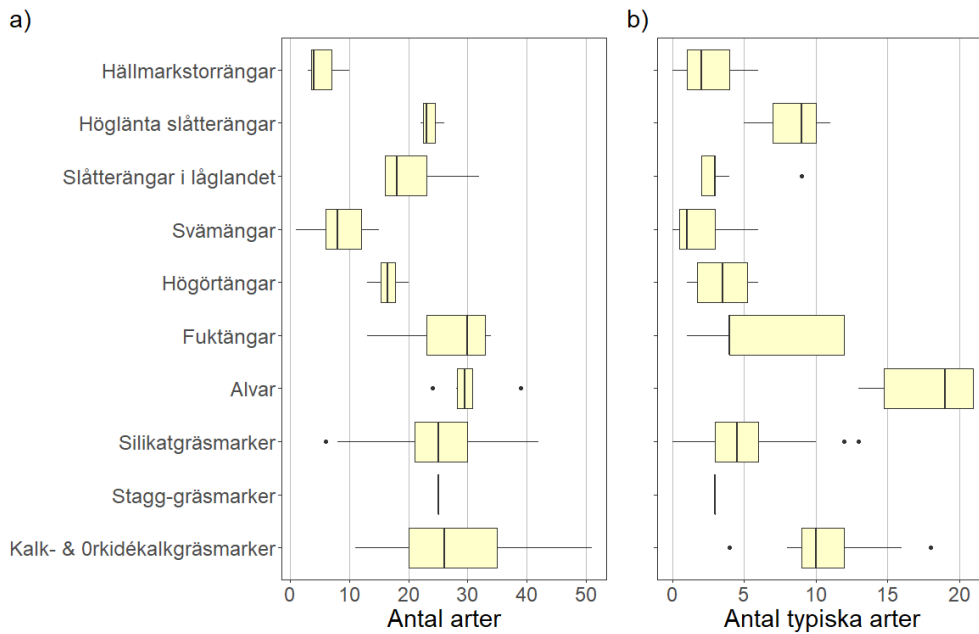 a)
b)
Hällmarkstorrängar
Höglänta slåtterängar
Slåtterängar i låglandet
Svämängar
Högörtängar
Fuktängar
Alvar
Silikatgräsmarker
Stagg-gräsmarker
Kalk- & 0rkidékalkgräsmarker
0 10 20 30 40 50
0 5 10 15 20
Antal arter
Antal typiska arter